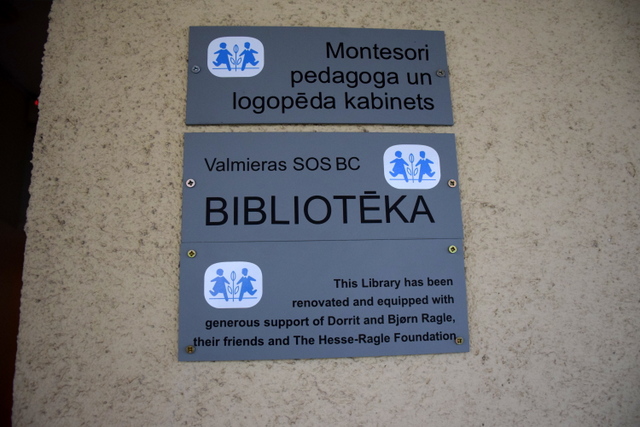 Montesori
pedagoga un
logopēda kabinets
Valmieras SOS BC
BIBLIOTĒKA
This Library has been
renovated and equipped with
generous support of Dorrit and Bjørn Ragle,
their friends and The Hesse-Ragle Foundation